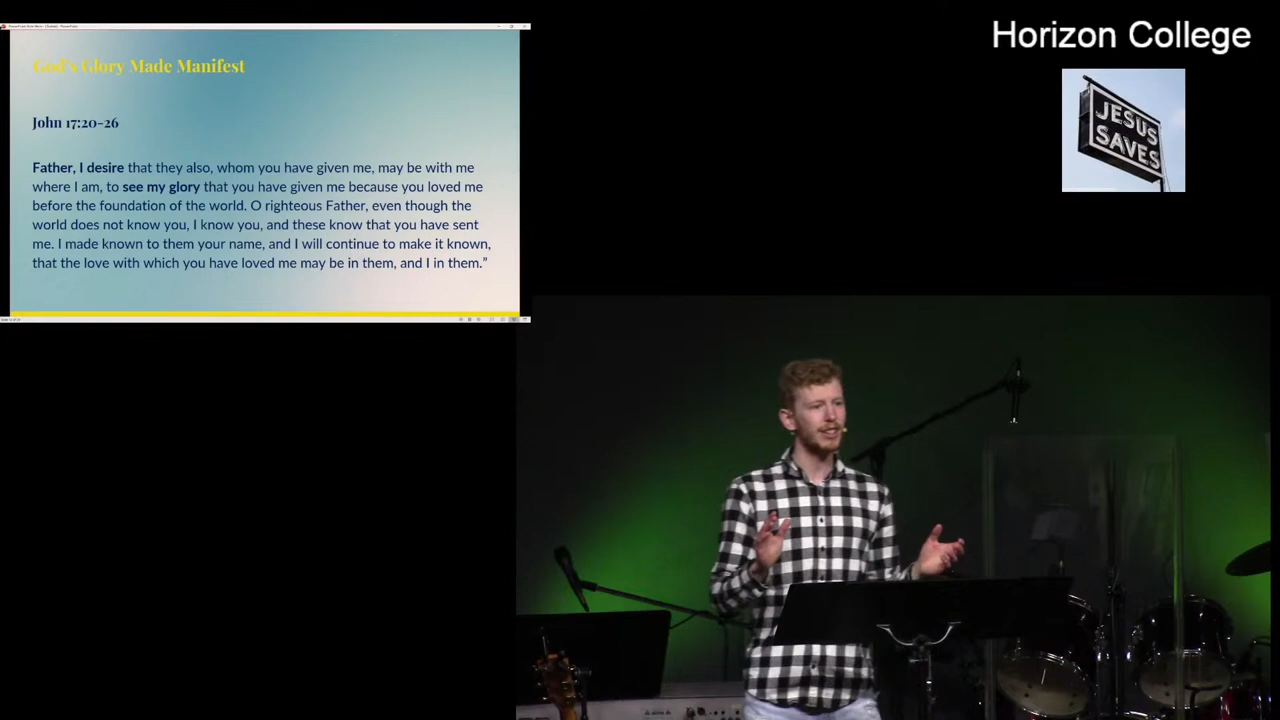 God's Glory Made Manifest
John 17:20-26
Father, I desire that they also, whom you have given me, may be with me
where I am, to see my glory that you have given me because you loved me
before the foundation of the world. O righteous Father, even though the
world does not know you, I know you, and these know that you have sent
me. I made known to them your name, and I will continue to make it known,
that the love with which you have loved me may be in them, and I in them.”
Horizon College
JESUS
SAVES